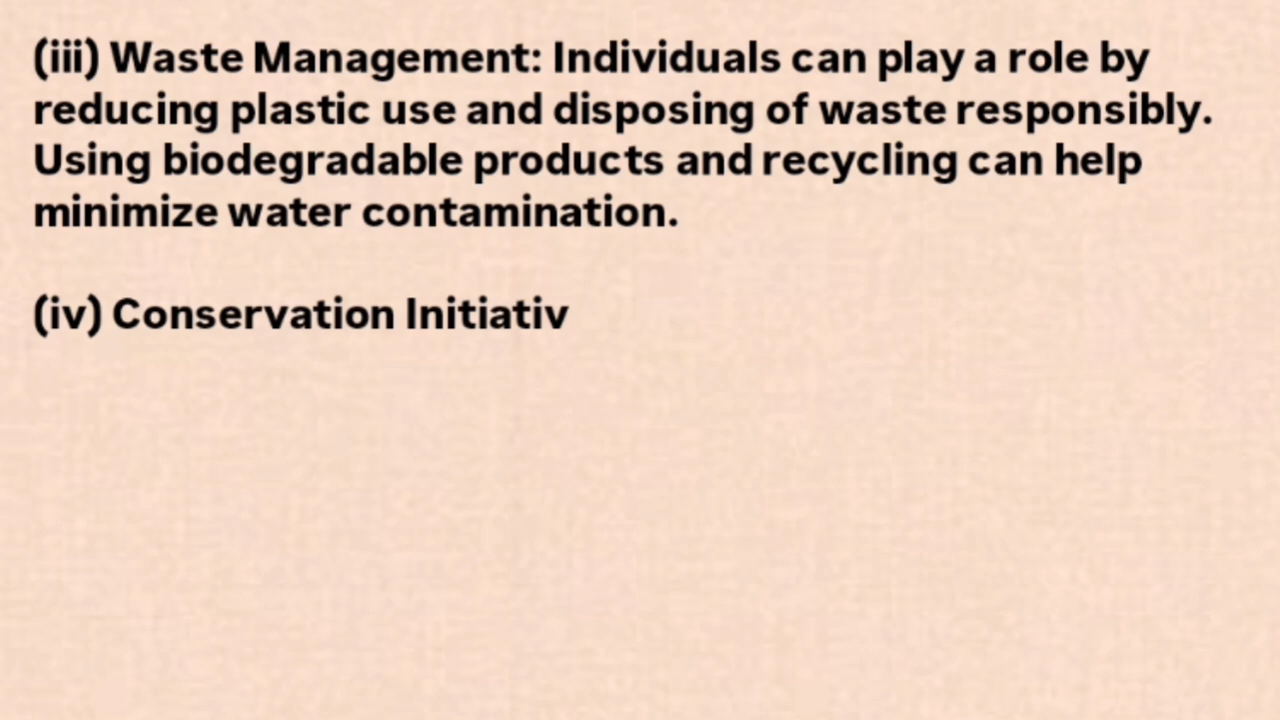 (iii) Waste Management: Individuals can play a role by
reducing plastic use and disposing of waste responsibly.
Using biodegradable products and recycling can help
minimize water contamination.
(iv) Conservation Initiativ